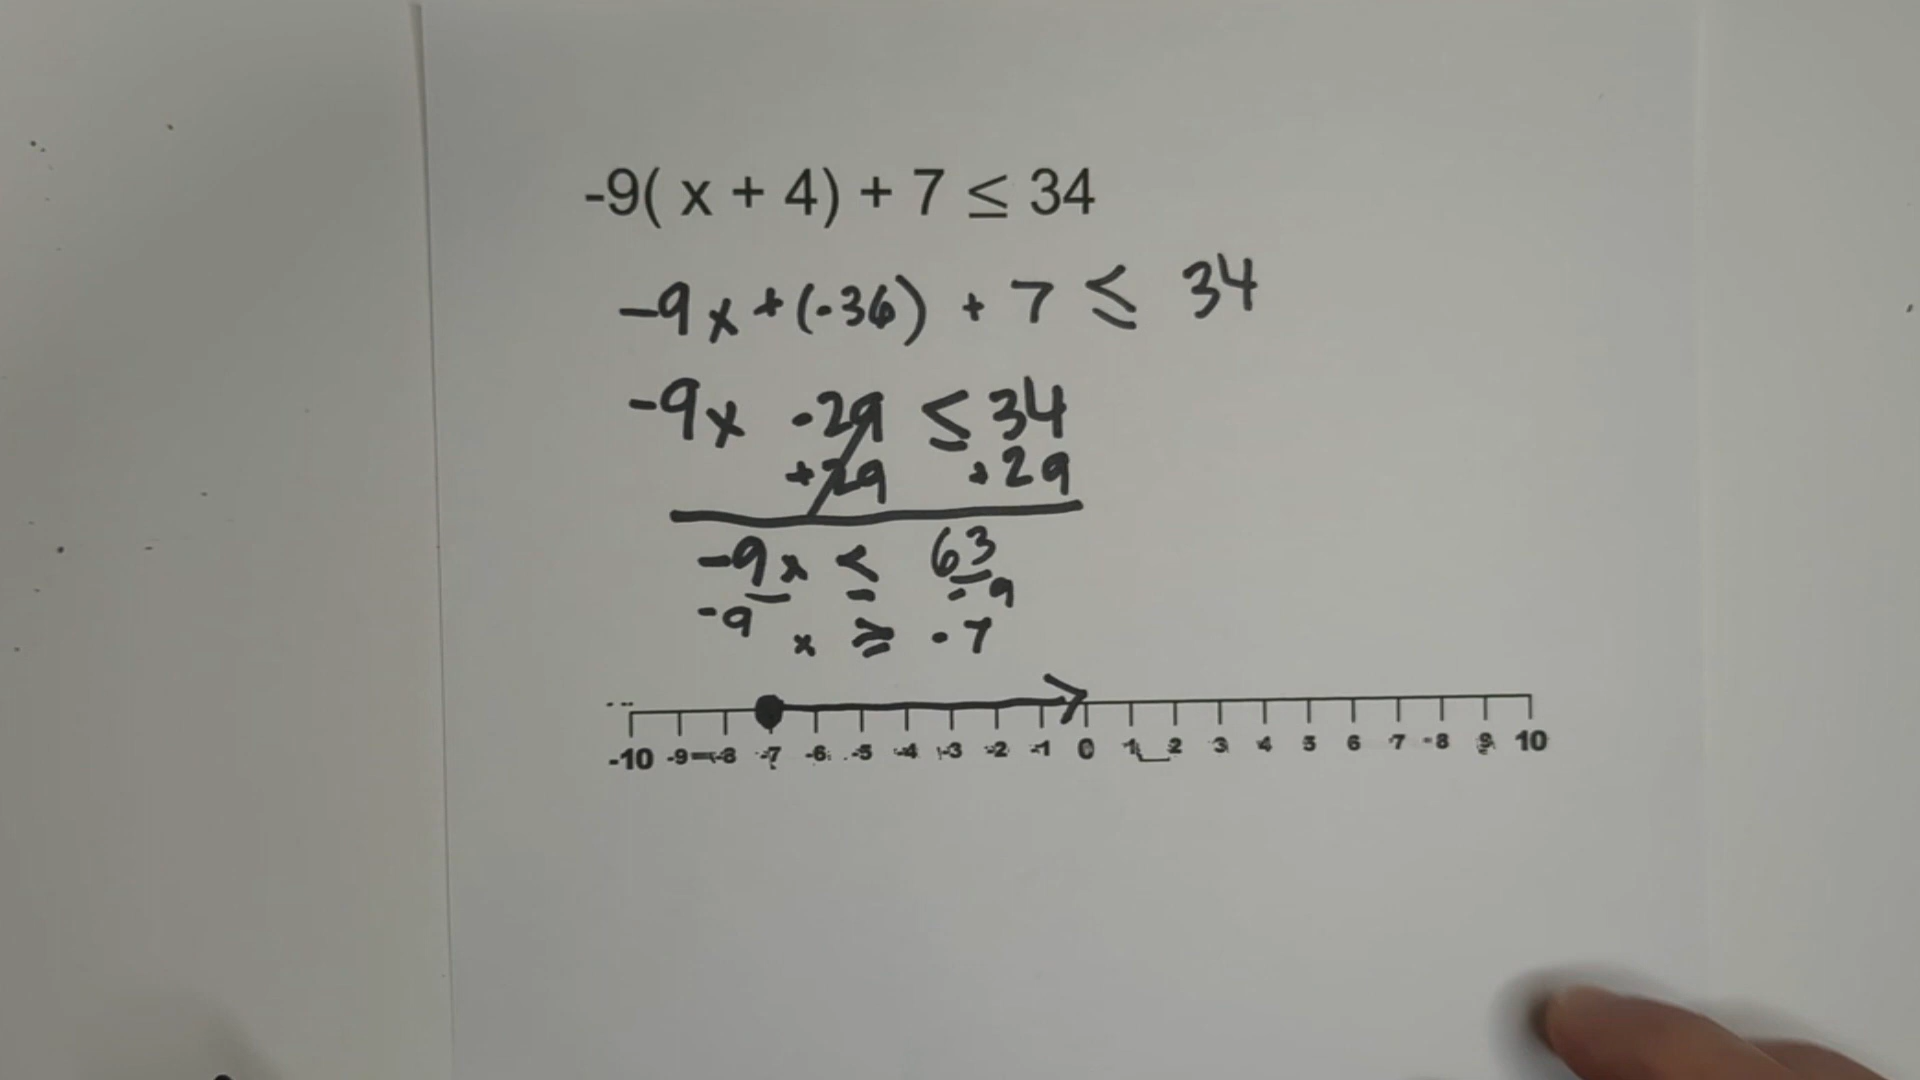 -9( x + 4) + 7 ≤ 34
-9x + (-36) + 7 ≤ 34
-9x -29 ≤ 34
+29 +29
-9x ≤ 63
-9 -9
x ≥ -7
-10 -9 -8 -7 -6 -5 -4 -3 -2 -1 0 1 2 3 4 5 6 7 8 9 10